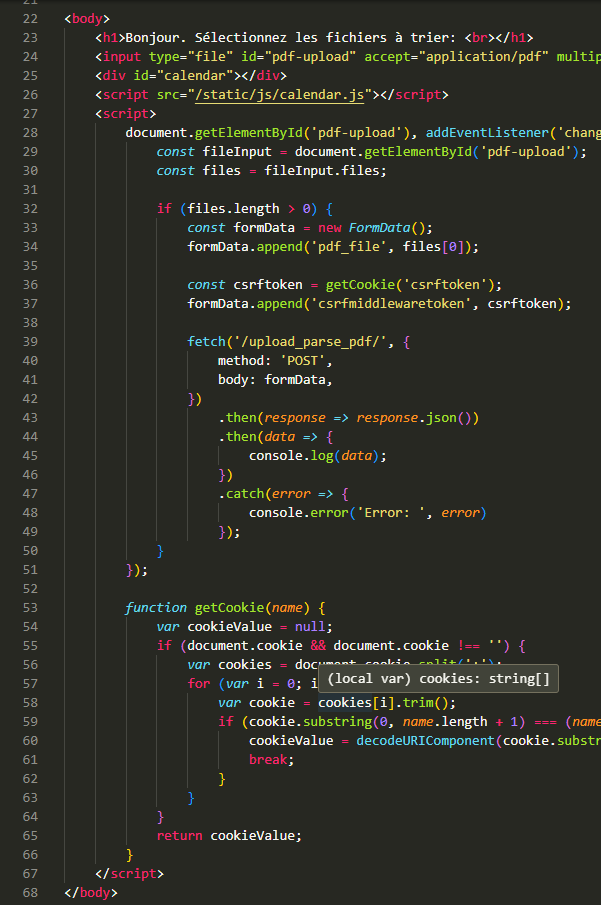 21
22 <body>
23 <h1>Bonjour. Sélectionnez les fichiers à trier: <br></h1>
24 <input type="file" id="pdf-upload" accept="application/pdf" multip
25 <div id="calendar"></div>
26 <script src="/static/js/calendar.js"></script>
27 <script>
28 document.getElementById('pdf-upload'), addEventListener('chang
29 const fileInput = document.getElementById('pdf-upload');
30 const files = fileInput.files;
31
32 if (files.length > 0) {
33 const formData = new FormData();
34 formData.append('pdf_file', files[0]);
35
36 const csrftoken = getCookie('csrftoken');
37 formData.append('csrfmiddlewaretoken', csrftoken);
38
39 fetch('/upload_parse_pdf/', {
40 method: 'POST',
41 body: formData,
42 })
43 .then(response => response.json())
44 .then(data => {
45 console.log(data);
46 })
47 .catch(error => {
48 console.error('Error: ', error)
49 });
50 }
51 });
52
53 function getCookie(name) {
54 var cookieValue = null;
55 if (document.cookie && document.cookie !== '') {
56 var cookies = document.cookie.split(';');
57 for (var i = 0; i
(local var) cookies: string[]
58 var cookie = cookies[i].trim();
59 if (cookie.substring(0, name.length + 1) === (name
60 cookieValue = decodeURIComponent(cookie.substr
61 break;
62 }
63 }
64 }
65 return cookieValue;
66 }
67 </script>
68 </body>